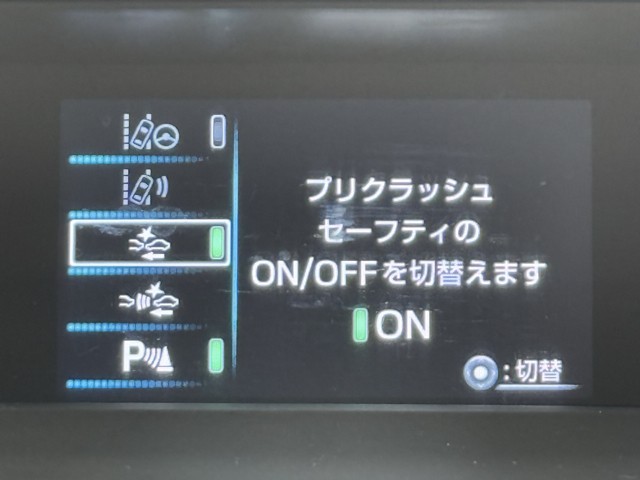 プリクラッシュ
セーフティの
ON/OFFを切替えます
ON
:切替
P